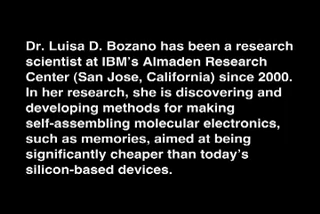 Dr. Luisa D. Bozano has been a research
scientist at IBM's Almaden Research
Center (San Jose, California) since 2000.
In her research, she is discovering and
developing methods for making
self-assembling molecular electronics,
such as memories, aimed at being
significantly cheaper than today's
silicon-based devices.